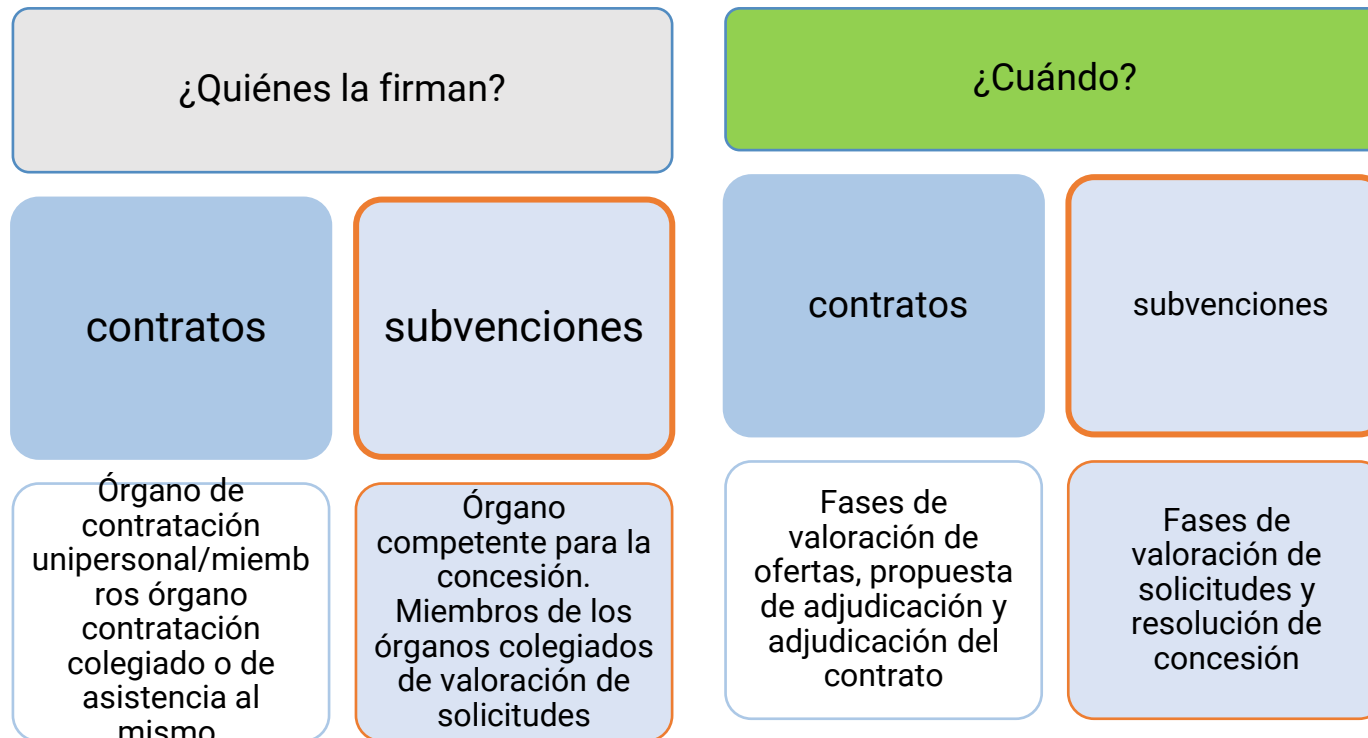 ¿Quiénes la firman?
¿Cuándo?
contratos
subvenciones
contratos
subvenciones
Órgano de
contratación
unipersonal/miemb
ros órgano
contratación
colegiado o de
asistencia al
mismo
Órgano
competente para la
concesión.
Miembros de los
órganos colegiados
de valoración de
solicitudes
Fases de
valoración de
ofertas, propuesta
de adjudicación y
adjudicación del
contrato
Fases de
valoración de
solicitudes y
resolución de
concesión